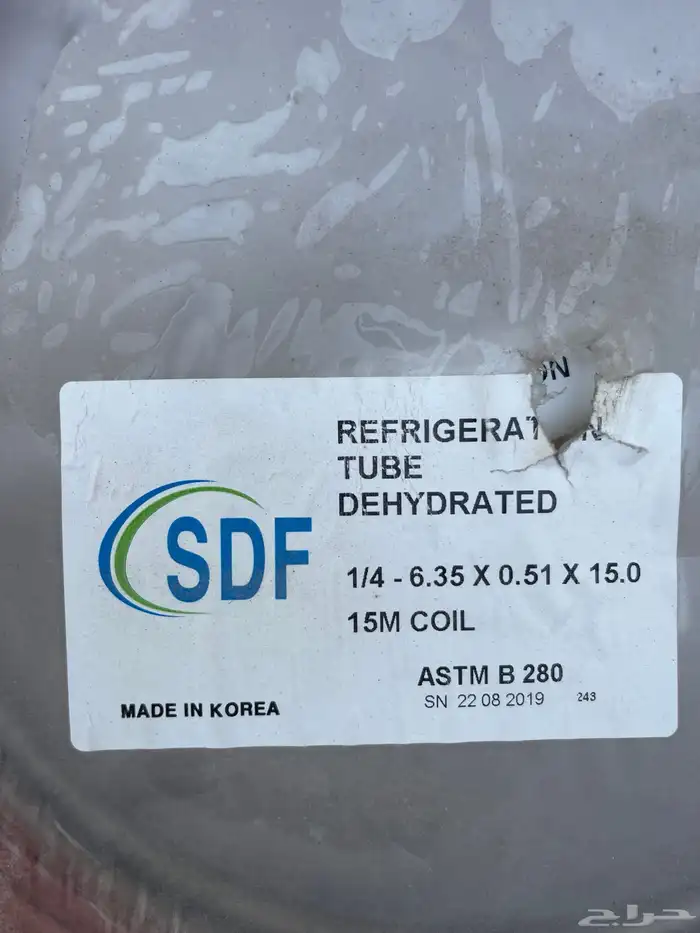 ON
REFRIGERATION
TUBE
DEHYDRATED
SDF
1/4 - 6.35 X 0.51 X 15.0
15M COIL
ASTM B 280
SN 22 08 2019 243
MADE IN KOREA
حراج